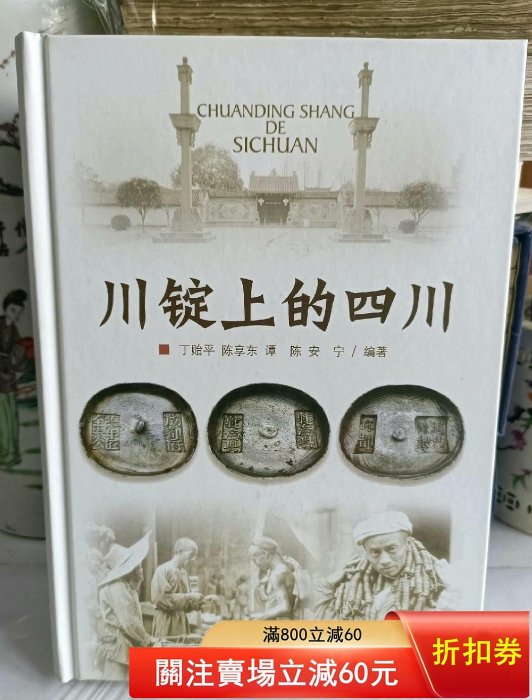 CHUANDING SHANG
DE
SICHUAN
川锭上的四川
丁贻平 陈享东 谭 陈 安 宁 / 编著
滿800立減60
關注賣場立減60元
折扣券